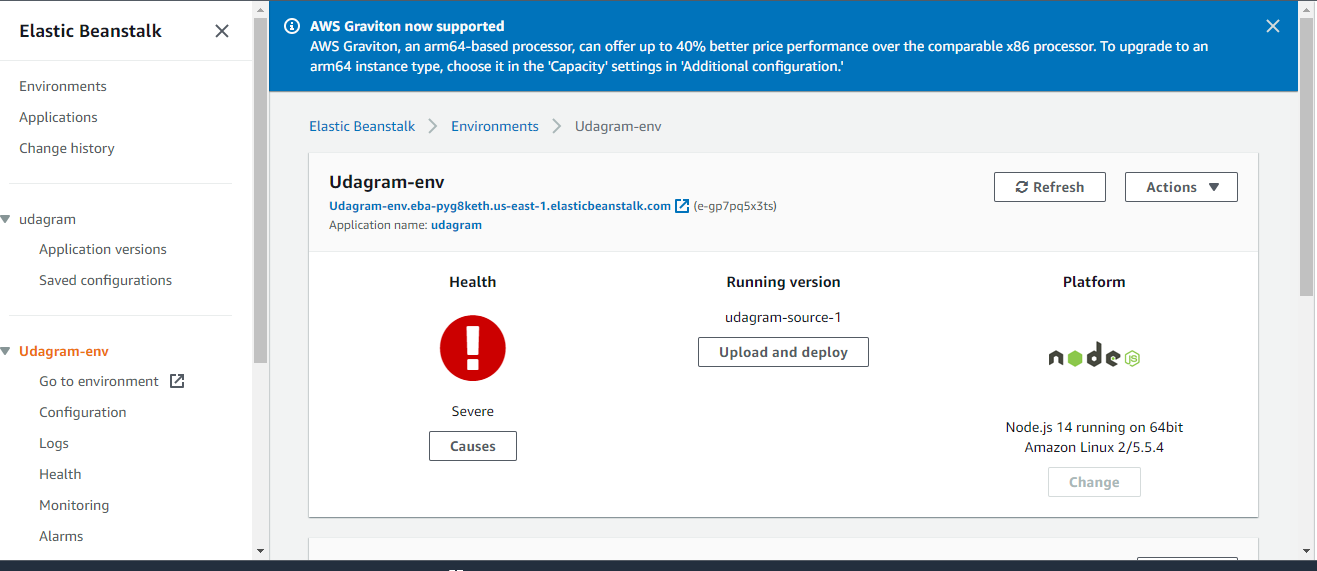 Elastic Beanstalk
Environments
Applications
Change history
udagram
Application versions
Saved configurations
Udagram-env
Go to environment
Configuration
Logs
Health
Monitoring
Alarms
AWS Graviton now supported
AWS Graviton, an arm64-based processor, can offer up to 40% better price performance over the comparable x86 processor. To upgrade to an
arm64 instance type, choose it in the 'Capacity' settings in 'Additional configuration.'
Elastic Beanstalk Environments Udagram-env
Udagram-env
Udagram-env.eba-pyg8keth.us-east-1.elasticbeanstalk.com (e-gp7pq5x3ts)
Application name: udagram
Refresh
Actions
Health
Severe
Causes
Running version
udagram-source-1
Upload and deploy
Platform
node JS
Node.js 14 running on 64bit
Amazon Linux 2/5.5.4
Change